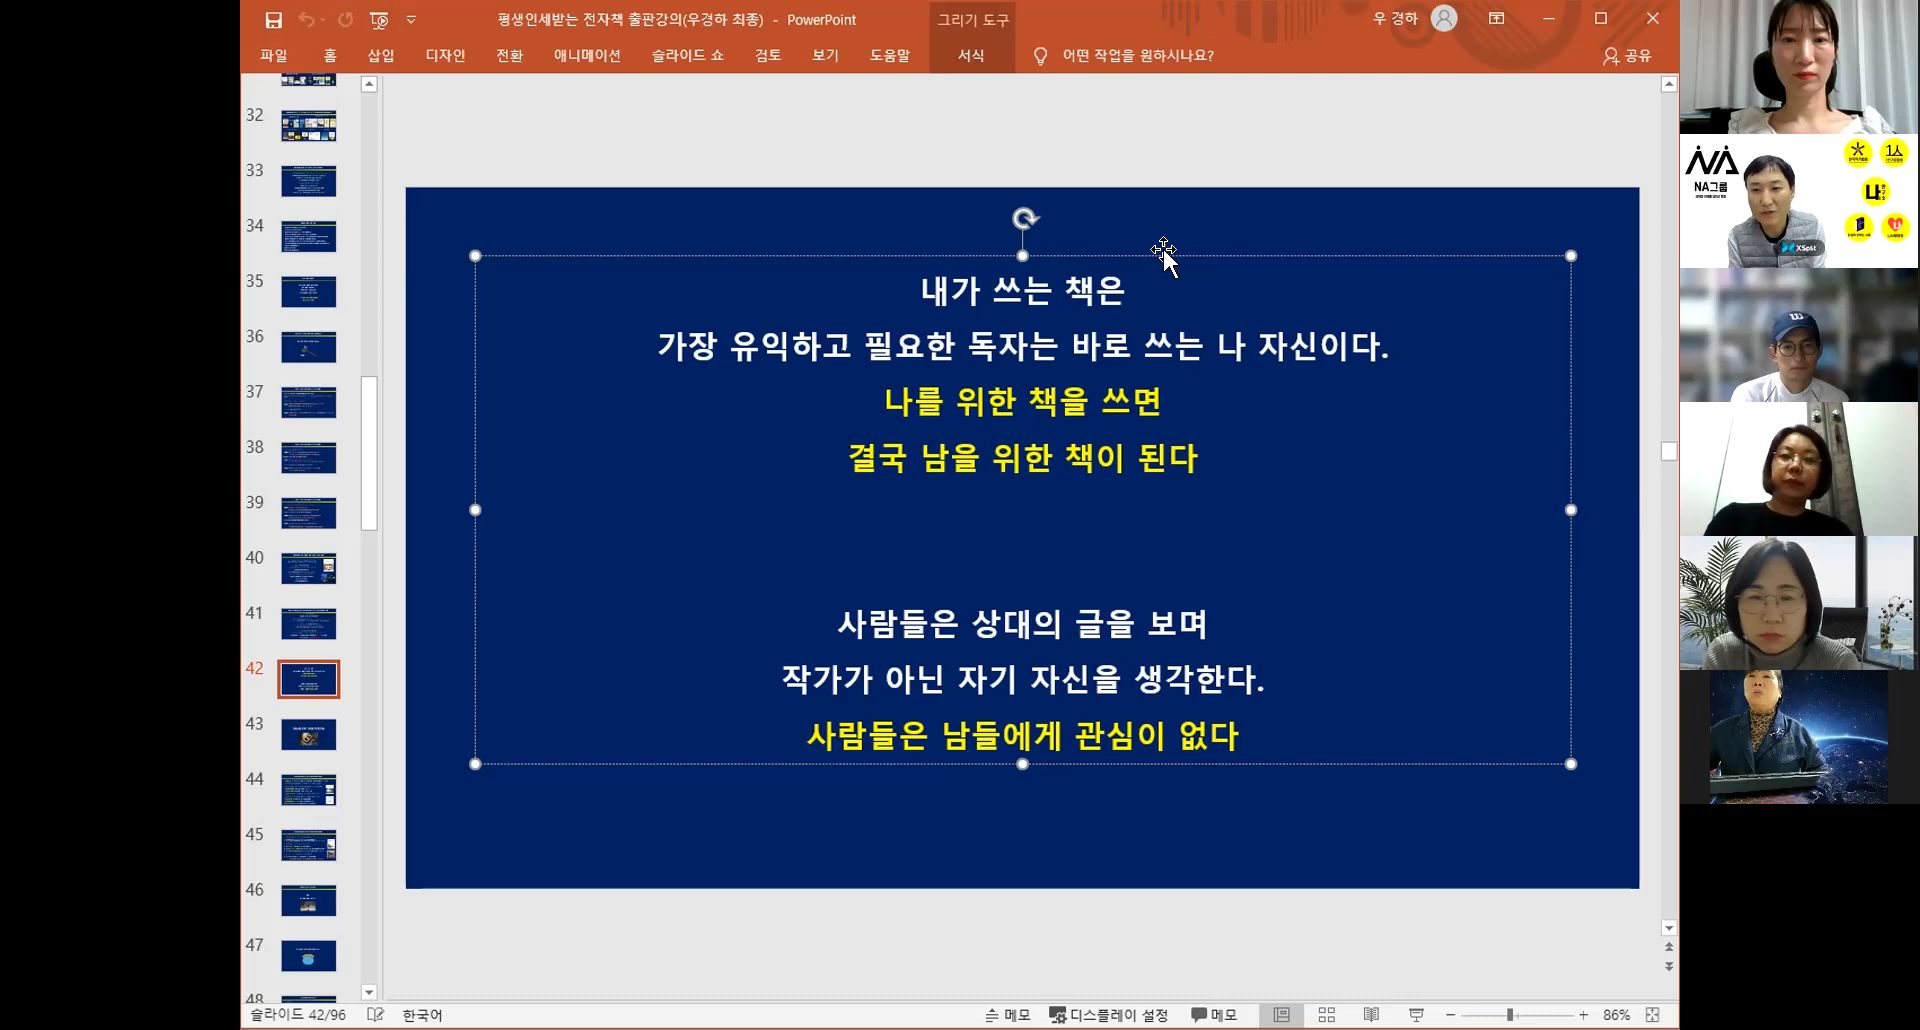 평생인세받는 전자책 출판강의(우경하 최종) - PowerPoint
그리기 도구
우 경하
파일 홈 삽입 디자인 전환 애니메이션 슬라이드 쇼 검토 보기 도움말 서식 어떤 작업을 원하시나요? 공유
32
33
34
35
36
37
38
39
40
41
42
43
44
45
46
47
48
내가 쓰는 책은
가장 유익하고 필요한 독자는 바로 쓰는 나 자신이다.
나를 위한 책을 쓰면
결국 남을 위한 책이 된다
사람들은 상대의 글을 보며
작가가 아닌 자기 자신을 생각한다.
사람들은 남들에게 관심이 없다
NA그룹
1人
나
XSplit
슬라이드 42/96 한국어 메모 디스플레이 설정 메모 86%